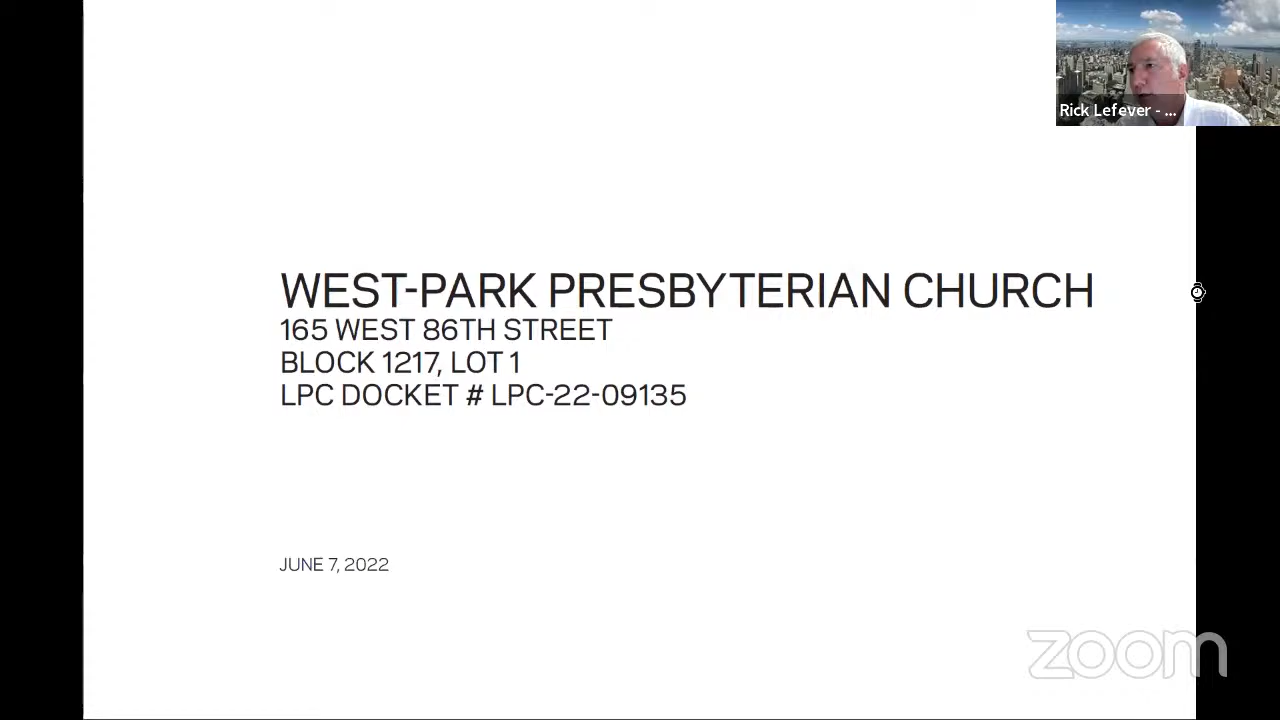 Rick Lefever - ...
WEST-PARK PRESBYTERIAN CHURCH
165 WEST 86TH STREET
BLOCK 1217, LOT 1
LPC DOCKET # LPC-22-09135
JUNE 7, 2022
zoom